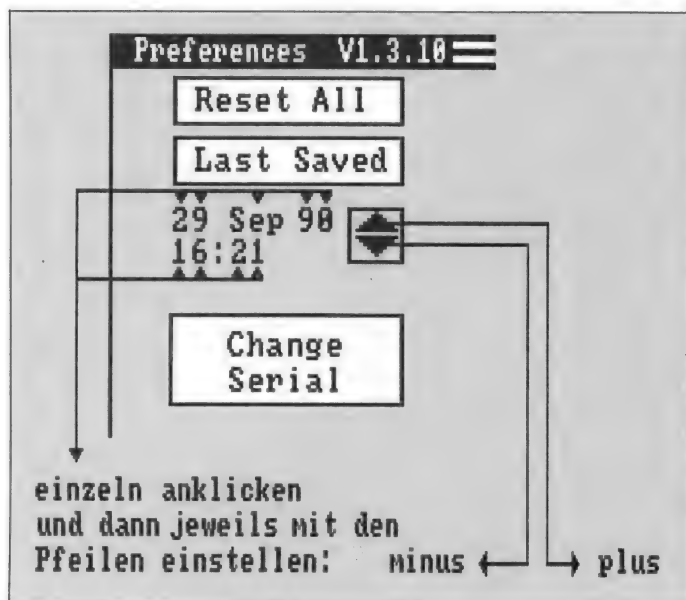 Preferences V1.3.10
Reset All
Last Saved
29 Sep 90
16:21
Change
Serial
einzeln anklicken
und dann jeweils mit den
Pfeilen einstellen: minus plus